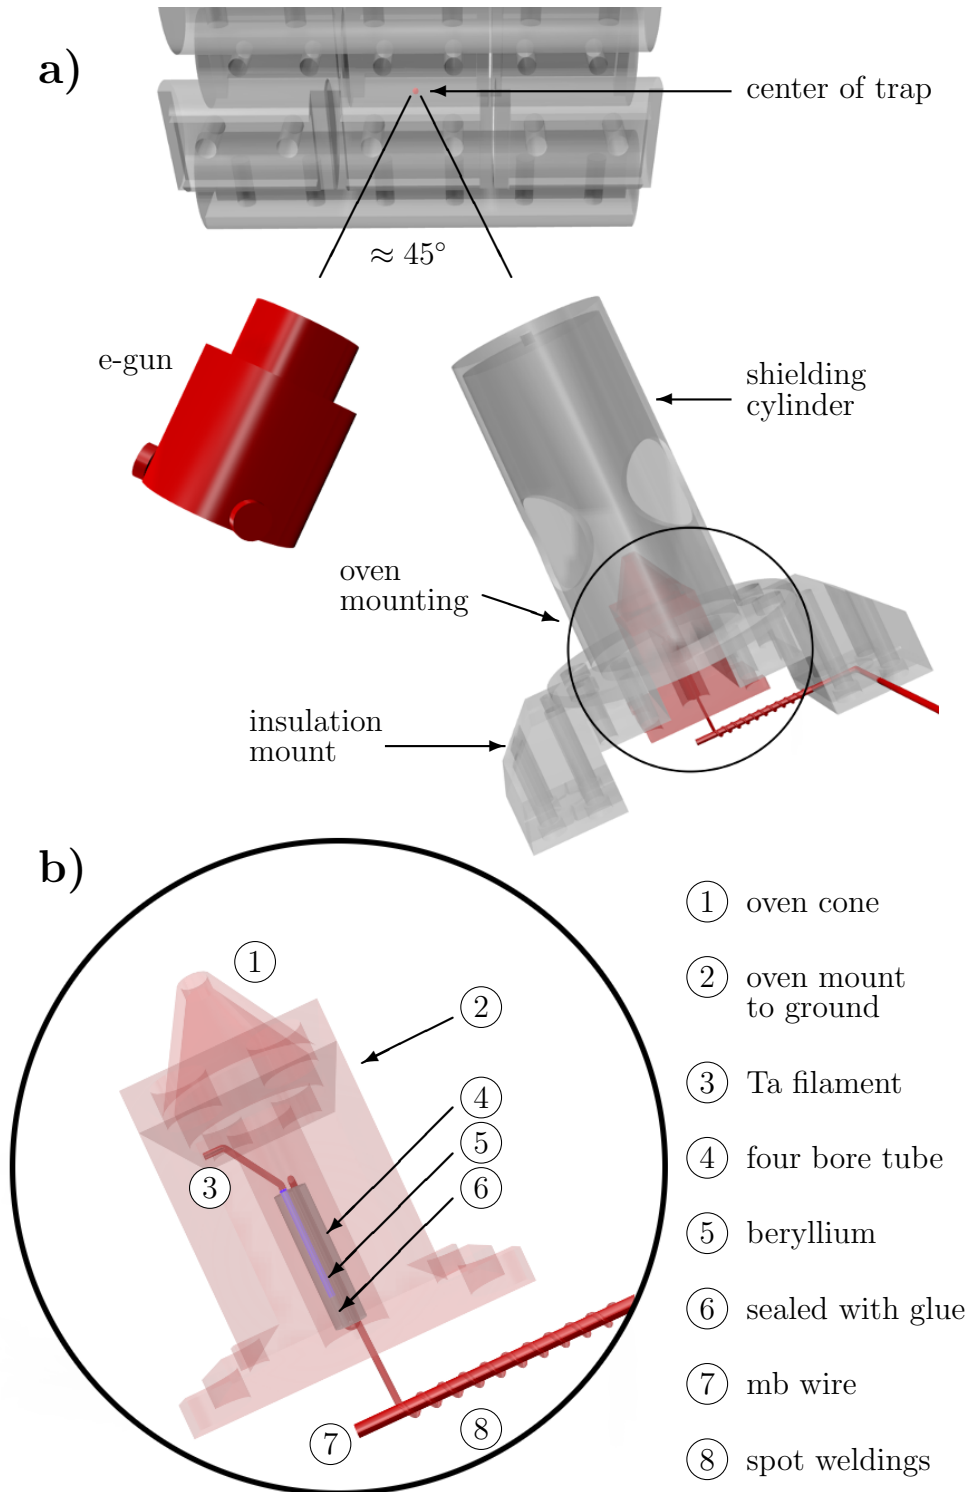 a)
center of trap
≈ 45°
e-gun
shielding
cylinder
oven
mounting
insulation
mount
b)
1
2
3
4
5
6
7
8
1 oven cone
2 oven mount
to ground
3 Ta filament
4 four bore tube
5 beryllium
6 sealed with glue
7 mb wire
8 spot weldings